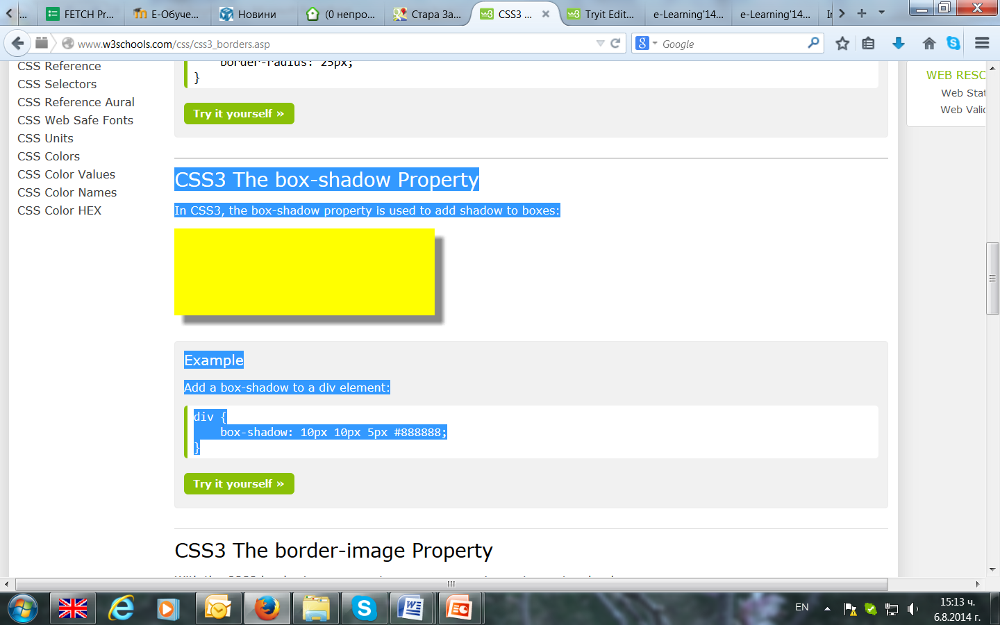 ...
FETCH Pr...
Е-Обуче...
Новини
(0 непро...
Стара За...
CSS3 ...
Tryit Edit...
e-Learning'14...
e-Learning'14...
www.w3schools.com/css/css3_borders.asp
Google
CSS Reference
CSS Selectors
CSS Reference Aural
CSS Web Safe Fonts
CSS Units
CSS Colors
CSS Color Values
CSS Color Names
CSS Color HEX
border-radius: 25px;
}
Try it yourself »
CSS3 The box-shadow Property
In CSS3, the box-shadow property is used to add shadow to boxes:
Example
Add a box-shadow to a div element:
div {
box-shadow: 10px 10px 5px #888888;
}
Try it yourself »
CSS3 The border-image Property
WEB RESO
Web Stat
Web Valid
EN
15:13 ч.
6.8.2014 г.